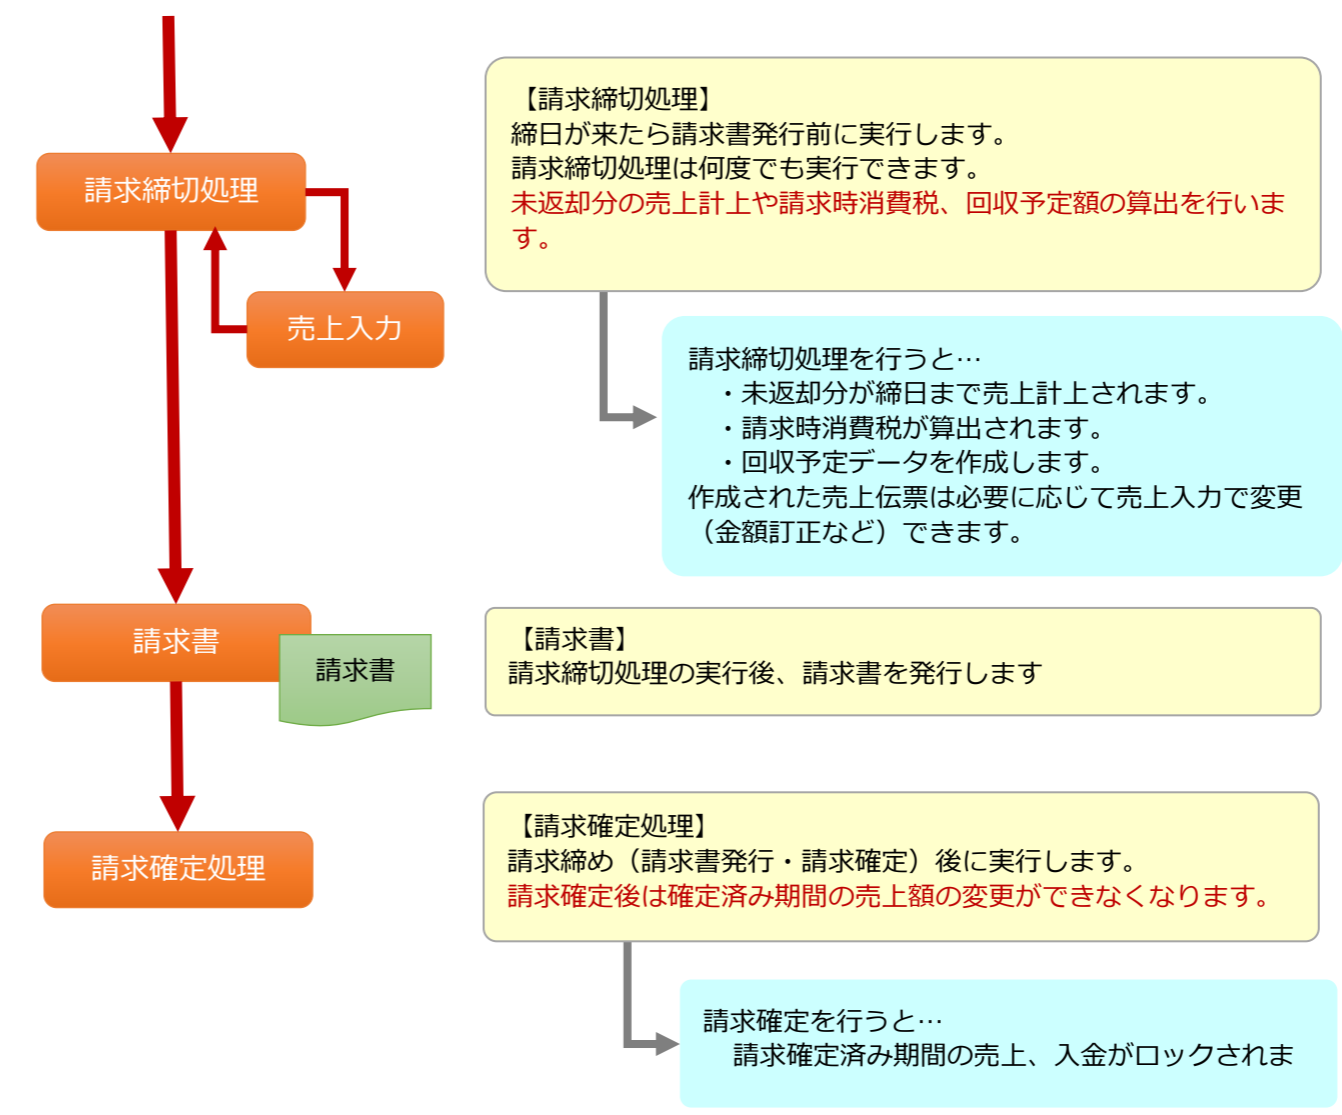 請求締切処理
売上入力
【請求締切処理】
締日が来たら請求書発行前に実行します。
請求締切処理は何度でも実行できます。
未返却分の売上計上や請求時消費税、回収予定額の算出を行いま
す。
請求締切処理を行うと…
・未返却分が締日まで売上計上されます。
・請求時消費税が算出されます。
・回収予定データを作成します。
作成された売上伝票は必要に応じて売上入力で変更
（金額訂正など）できます。
請求書
請求書
【請求書】
請求締切処理の実行後、請求書を発行します
請求確定処理
【請求確定処理】
請求締め（請求書発行・請求確定）後に実行します。
請求確定後は確定済み期間の売上額の変更ができなくなります。
請求確定を行うと…
請求確定済み期間の売上、入金がロックされま